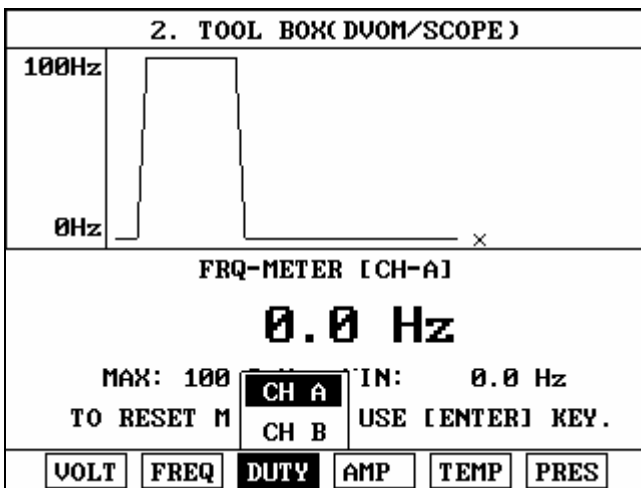 2. TOOL BOX(DVOM/SCOPE)
100Hz
0Hz
×
FRQ-METER [CH-A]
0.0 Hz
MAX: 100 IN: 0.0 Hz
CH A
TO RESET M USE [ENTER] KEY.
CH B
VOLT FREQ DUTY AMP TEMP PRES